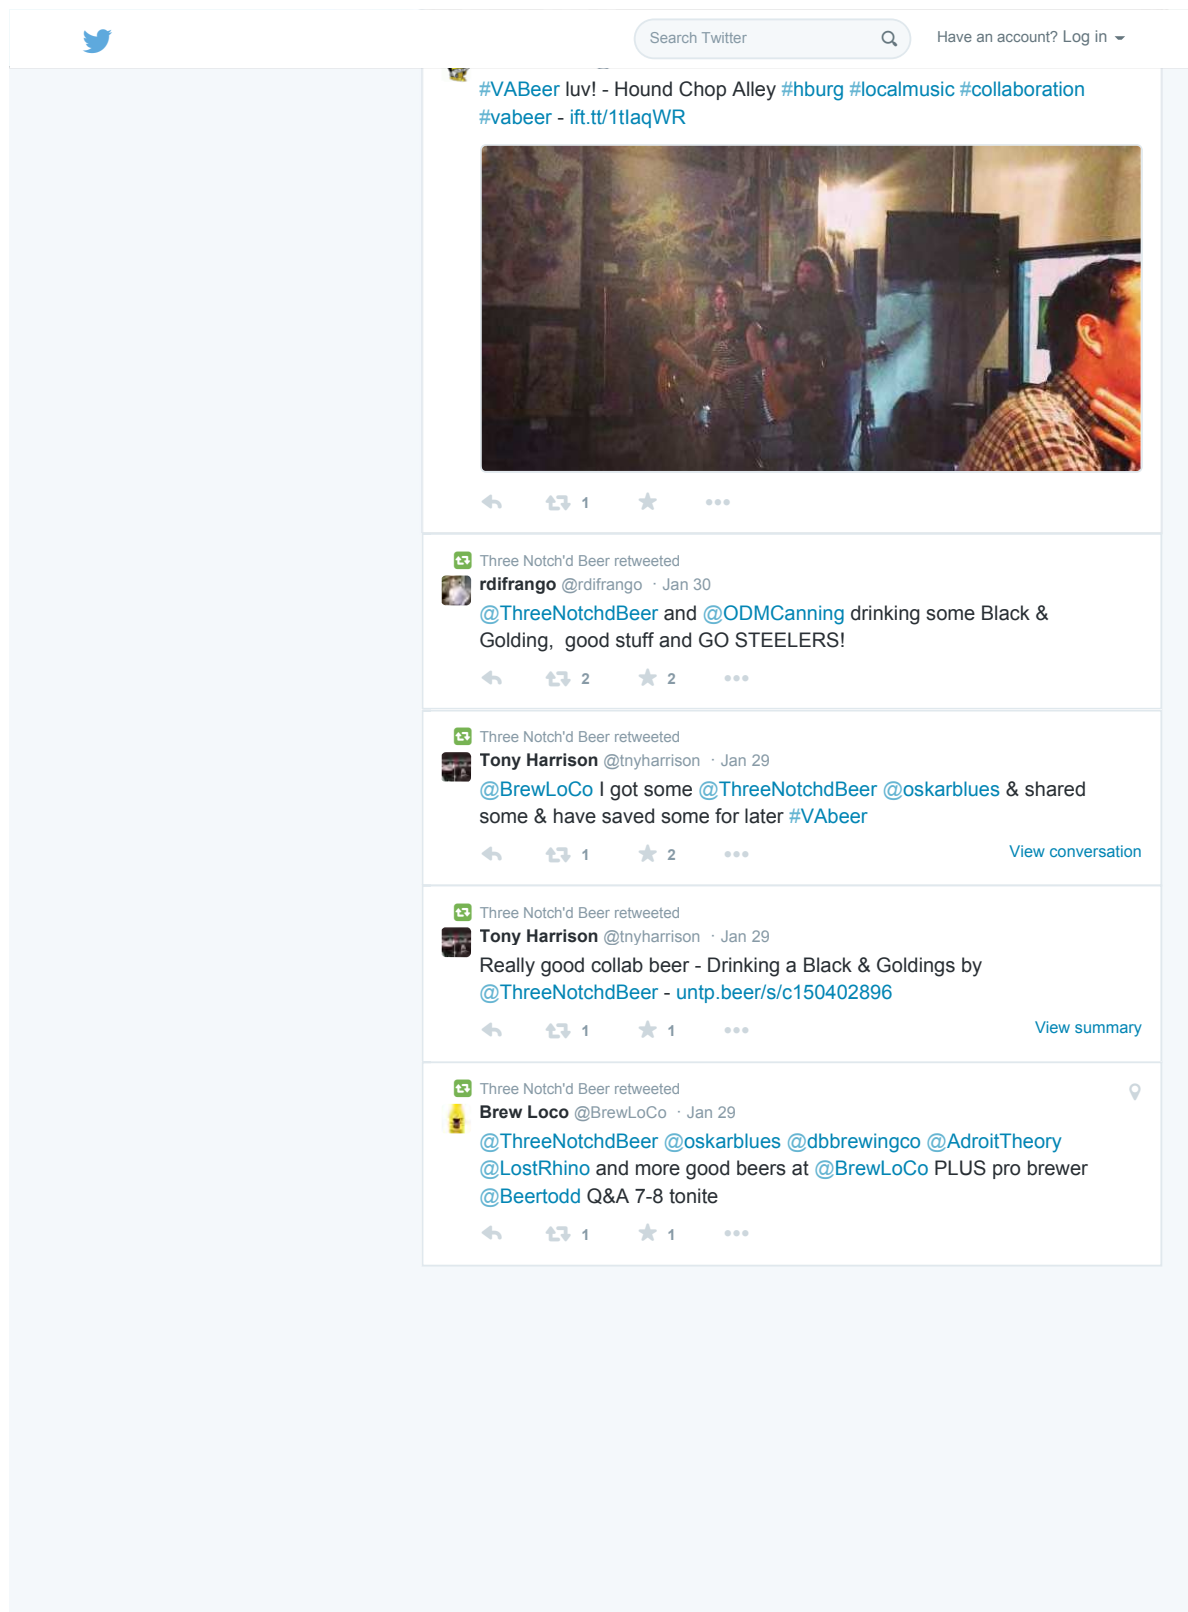 Search Twitter
Have an account? Log in
#VABeer luv! - Hound Chop Alley #hburg #localmusic #collaboration
#vabeer - ift.tt/1tIaqWR
1
Three Notch'd Beer retweeted
rdifrango @rdifrango · Jan 30
@ThreeNotchdBeer and @ODMCanning drinking some Black &
Golding, good stuff and GO STEELERS!
2 2
Three Notch'd Beer retweeted
Tony Harrison @tnyharrison · Jan 29
@BrewLoCo I got some @ThreeNotchdBeer @oskarblues & shared
some & have saved some for later #VAbeer
1 2 View conversation
Three Notch'd Beer retweeted
Tony Harrison @tnyharrison · Jan 29
Really good collab beer - Drinking a Black & Goldings by
@ThreeNotchdBeer - untp.beer/s/c150402896
1 1 View summary
Three Notch'd Beer retweeted
Brew Loco @BrewLoCo · Jan 29
@ThreeNotchdBeer @oskarblues @dbbrewingco @AdroitTheory
@LostRhino and more good beers at @BrewLoCo PLUS pro brewer
@Beertodd Q&A 7-8 tonite
1 1